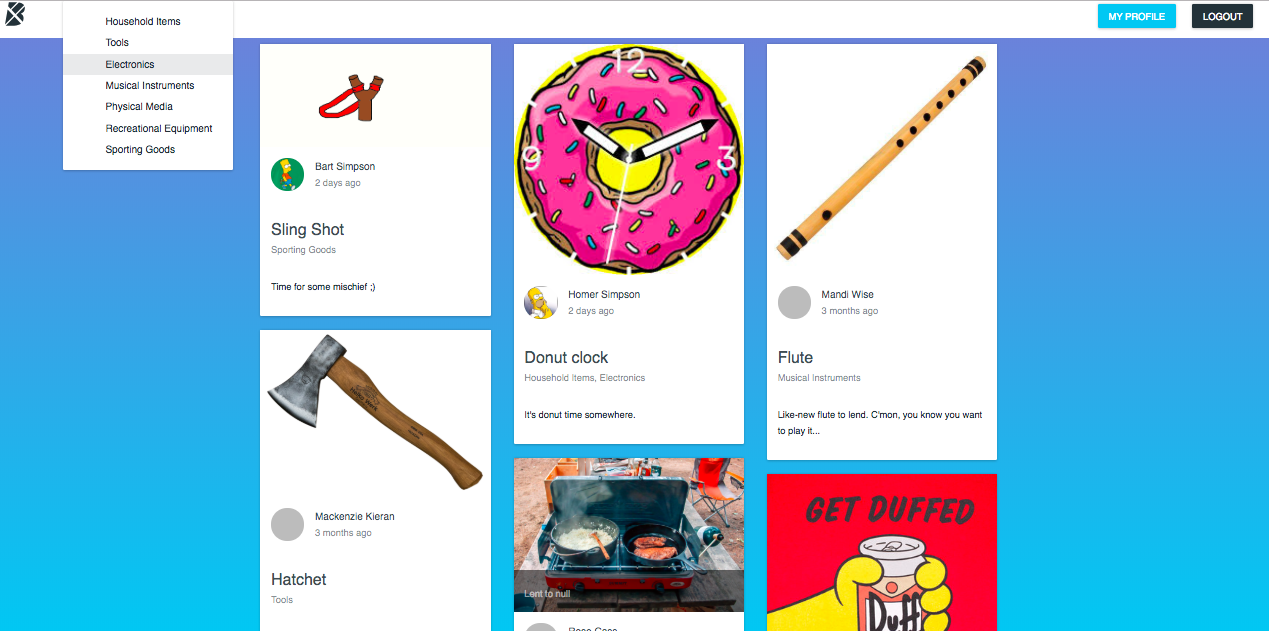 Household Items
Tools
Electronics
Musical Instruments
Physical Media
Recreational Equipment
Sporting Goods
MY PROFILE
LOGOUT
Bart Simpson
2 days ago
Sling Shot
Sporting Goods
Time for some mischief ;)
Mackenzie Kieran
3 months ago
Hatchet
Tools
12
9
3
Homer Simpson
2 days ago
Donut clock
Household Items, Electronics
It's donut time somewhere.
Lent to null
Mandi Wise
3 months ago
Flute
Musical Instruments
Like-new flute to lend. C'mon, you know you want
to play it...
GET DUFFED
Duff